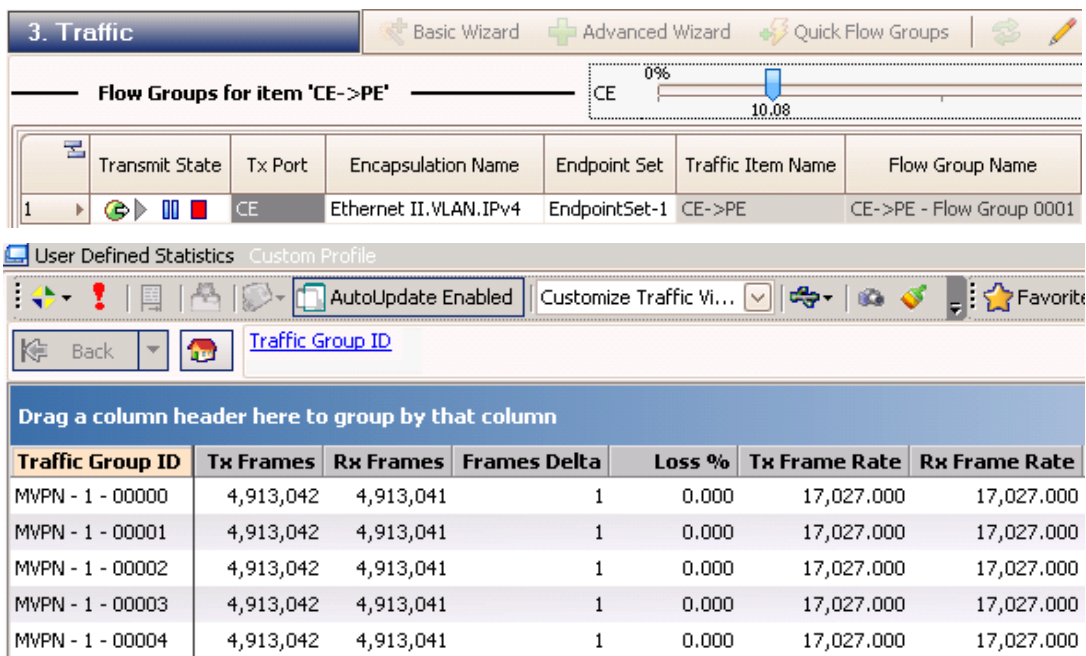 3. Traffic Basic Wizard Advanced Wizard Quick Flow Groups
Flow Groups for item 'CE->PE' CE 0%
10.08
Transmit State Tx Port Encapsulation Name Endpoint Set Traffic Item Name Flow Group Name
1 CE Ethernet II.VLAN.IPv4 EndpointSet-1 CE->PE CE->PE - Flow Group 0001
User Defined Statistics Custom Profile
AutoUpdate Enabled Customize Traffic Vi... Favorite
Back Traffic Group ID
Drag a column header here to group by that column
Traffic Group ID Tx Frames Rx Frames Frames Delta Loss % Tx Frame Rate Rx Frame Rate
MVPN - 1 - 00000 4,913,042 4,913,041 1 0.000 17,027.000 17,027.000
MVPN - 1 - 00001 4,913,042 4,913,041 1 0.000 17,027.000 17,027.000
MVPN - 1 - 00002 4,913,042 4,913,041 1 0.000 17,027.000 17,027.000
MVPN - 1 - 00003 4,913,042 4,913,041 1 0.000 17,027.000 17,027.000
MVPN - 1 - 00004 4,913,042 4,913,041 1 0.000 17,027.000 17,027.000